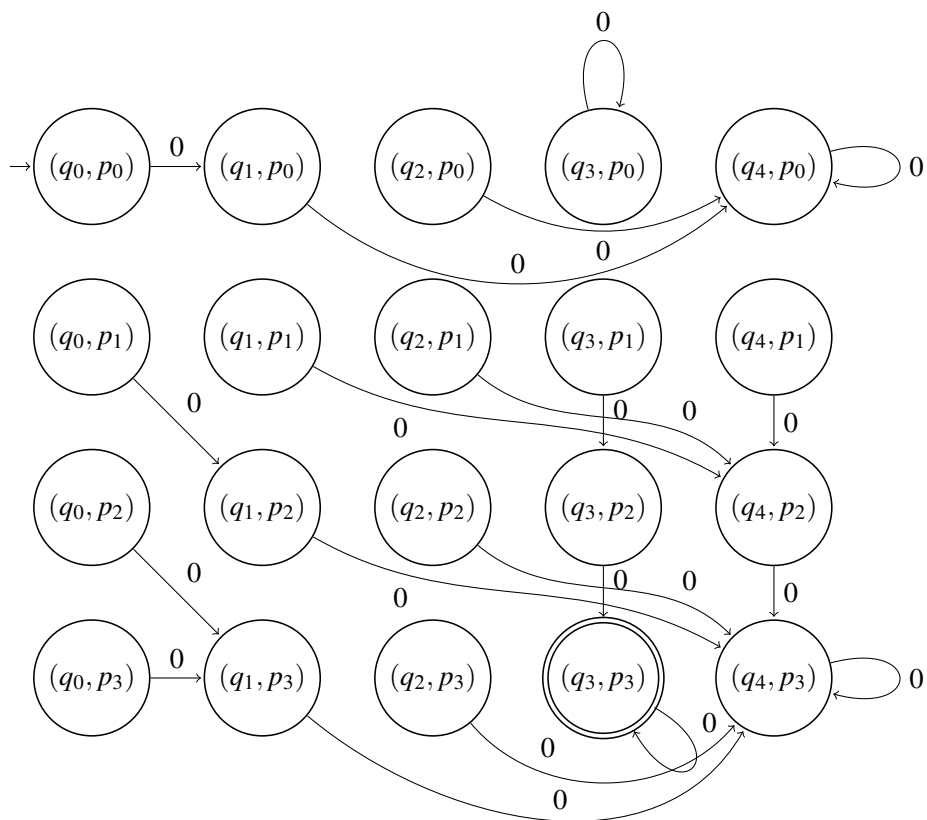 0
(q₀, p₀) 0 (q₁, p₀) (q₂, p₀) (q₃, p₀) (q₄, p₀) 0
0 0
(q₀, p₁) (q₁, p₁) (q₂, p₁) (q₃, p₁) (q₄, p₁)
0 0 0 0 0
(q₀, p₂) (q₁, p₂) (q₂, p₂) (q₃, p₂) (q₄, p₂)
0 0 0 0 0
(q₀, p₃) 0 (q₁, p₃) (q₂, p₃) (q₃, p₃) (q₄, p₃) 0
0 0
0